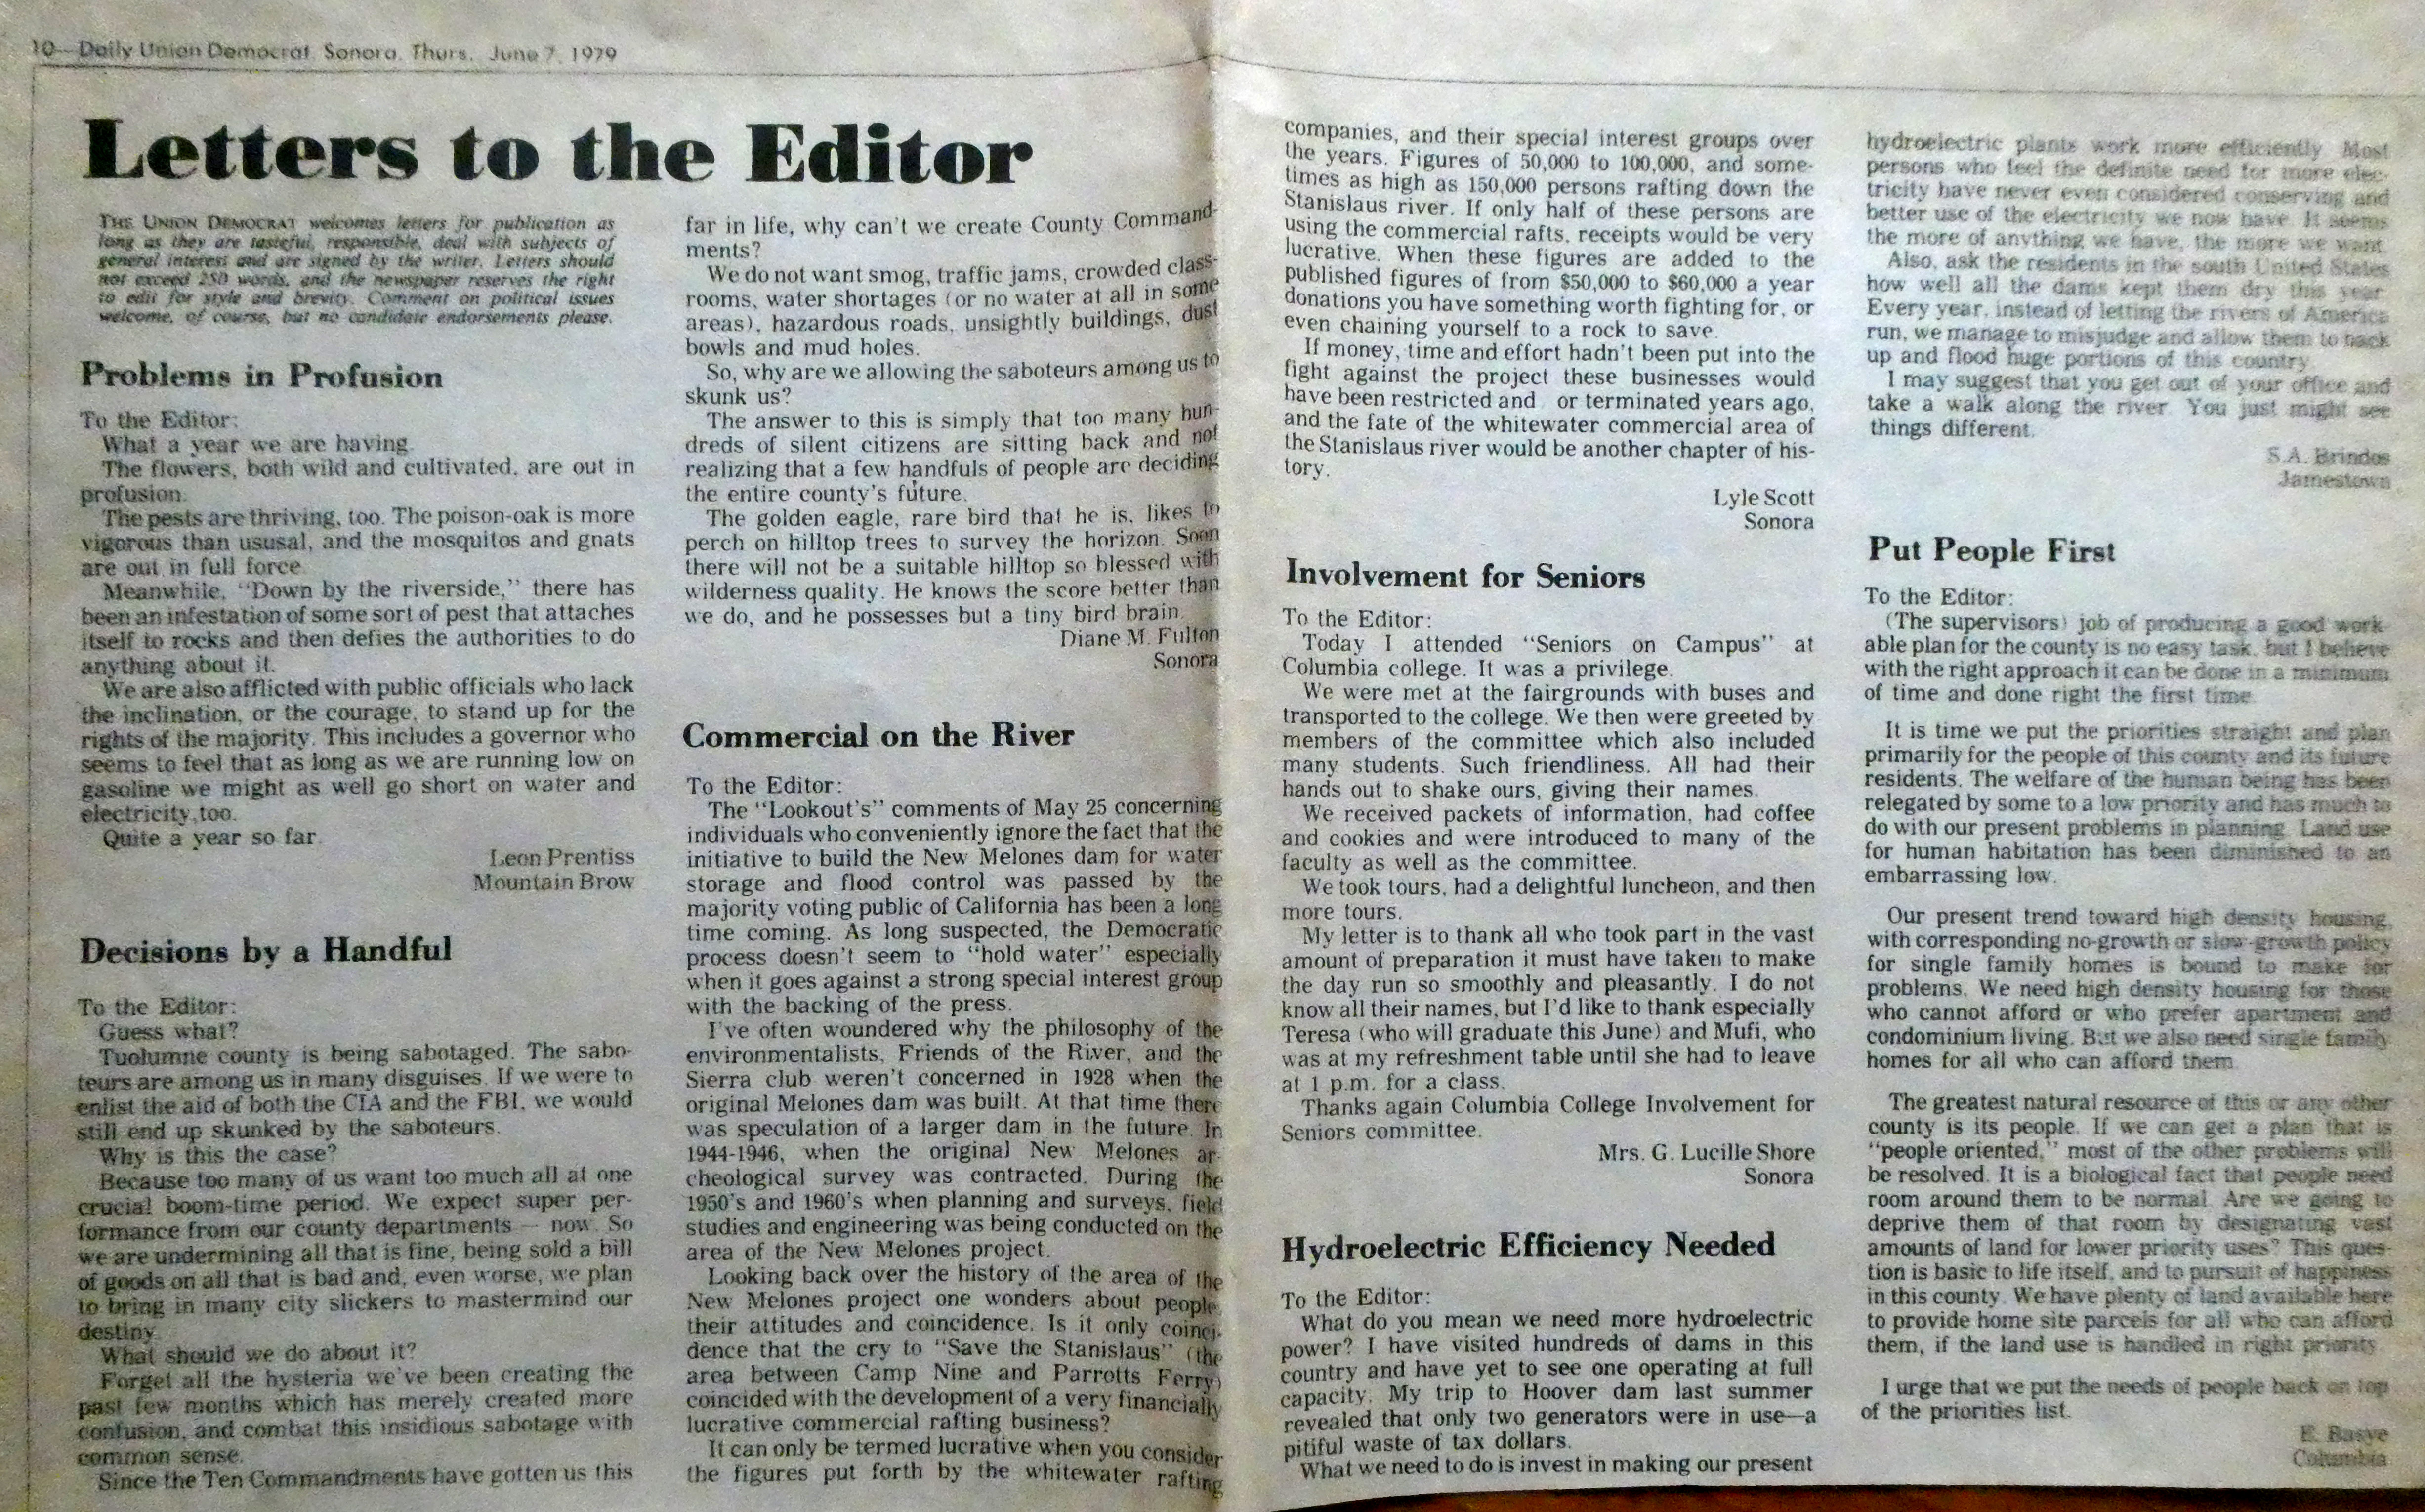 10—Daily Union Democrat, Sonora, Thurs., June 7, 1979
Letters to the Editor
THE UNION DEMOCRAT welcomes letters for publication as
long as they are tasteful, responsible, deal with subjects of
general interest and are signed by the writer. Letters should
not exceed 250 words, and the newspaper reserves the right
to edit for style and brevity. Comment on political issues
welcome, of course, but no candidate endorsements please.
Problems in Profusion
To the Editor:
What a year we are having.
The flowers, both wild and cultivated, are out in
profusion.
The pests are thriving, too. The poison-oak is more
vigorous than ususal, and the mosquitos and gnats
are out in full force.
Meanwhile, "Down by the riverside," there has
been an infestation of some sort of pest that attaches
itself to rocks and then defies the authorities to do
anything about it.
We are also afflicted with public officials who lack
the inclination, or the courage, to stand up for the
rights of the majority. This includes a governor who
seems to feel that as long as we are running low on
gasoline we might as well go short on water and
electricity, too.
Quite a year so far.
Leon Prentiss
Mountain Brow
Decisions by a Handful
To the Editor:
Guess what?
Tuolumne county is being sabotaged. The sabo-
teurs are among us in many disguises. If we were to
enlist the aid of both the CIA and the FBI, we would
still end up skunked by the saboteurs.
Why is this the case?
Because too many of us want too much all at one
crucial boom-time period. We expect super per-
formance from our county departments — now. So
we are undermining all that is fine, being sold a bill
of goods on all that is bad and, even worse, we plan
to bring in many city slickers to mastermind our
destiny.
What should we do about it?
Forget all the hysteria we've been creating the
past few months which has merely created more
confusion, and combat this insidious sabotage with
common sense.
Since the Ten Commandments have gotten us this
far in life, why can't we create County Command-
ments?
We do not want smog, traffic jams, crowded class-
rooms, water shortages (or no water at all in some
areas), hazardous roads, unsightly buildings, dust
bowls and mud holes.
So, why are we allowing the saboteurs among us to
skunk us?
The answer to this is simply that too many hun-
dreds of silent citizens are sitting back and not
realizing that a few handfuls of people are deciding
the entire county's future.
The golden eagle, rare bird that he is, likes to
perch on hilltop trees to survey the horizon. Soon
there will not be a suitable hilltop so blessed with
wilderness quality. He knows the score better than
we do, and he possesses but a tiny bird brain.
Diane M. Fulton
Sonora
Commercial on the River
To the Editor:
The "Lookout's" comments of May 25 concerning
individuals who conveniently ignore the fact that the
initiative to build the New Melones dam for water
storage and flood control was passed by the
majority voting public of California has been a long
time coming. As long suspected, the Democratic
process doesn't seem to "hold water" especially
when it goes against a strong special interest group
with the backing of the press.
I've often woundered why the philosophy of the
environmentalists, Friends of the River, and the
Sierra club weren't concerned in 1928 when the
original Melones dam was built. At that time there
was speculation of a larger dam in the future. In
1944-1946, when the original New Melones ar-
cheological survey was contracted. During the
1950's and 1960's when planning and surveys, field
studies and engineering was being conducted on the
area of the New Melones project.
Looking back over the history of the area of the
New Melones project one wonders about people,
their attitudes and coincidence. Is it only coinci-
dence that the cry to "Save the Stanislaus" (the
area between Camp Nine and Parrotts Ferry)
coincided with the development of a very financially
lucrative commercial rafting business?
It can only be termed lucrative when you consider
the figures put forth by the whitewater rafting
companies, and their special interest groups over
the years. Figures of 50,000 to 100,000, and some-
times as high as 150,000 persons rafting down the
Stanislaus river. If only half of these persons are
using the commercial rafts, receipts would be very
lucrative. When these figures are added to the
published figures of from $50,000 to $60,000 a year
donations you have something worth fighting for, or
even chaining yourself to a rock to save.
If money, time and effort hadn't been put into the
fight against the project these businesses would
have been restricted and or terminated years ago,
and the fate of the whitewater commercial area of
the Stanislaus river would be another chapter of his-
tory.
Lyle Scott
Sonora
Involvement for Seniors
To the Editor:
Today I attended "Seniors on Campus" at
Columbia college. It was a privilege.
We were met at the fairgrounds with buses and
transported to the college. We then were greeted by
members of the committee which also included
many students. Such friendliness. All had their
hands out to shake ours, giving their names.
We received packets of information, had coffee
and cookies and were introduced to many of the
faculty as well as the committee.
We took tours, had a delightful luncheon, and then
more tours.
My letter is to thank all who took part in the vast
amount of preparation it must have taken to make
the day run so smoothly and pleasantly. I do not
know all their names, but I'd like to thank especially
Teresa (who will graduate this June) and Mufi, who
was at my refreshment table until she had to leave
at 1 p.m. for a class.
Thanks again Columbia College Involvement for
Seniors committee.
Mrs. G. Lucille Shore
Sonora
Hydroelectric Efficiency Needed
To the Editor:
What do you mean we need more hydroelectric
power? I have visited hundreds of dams in this
country and have yet to see one operating at full
capacity. My trip to Hoover dam last summer
revealed that only two generators were in use—a
pitiful waste of tax dollars.
What we need to do is invest in making our present
hydroelectric plants work more efficiently. Most
persons who feel the definite need for more elec-
tricity have never even considered conserving and
better use of the electricity we now have. It seems
the more of anything we have, the more we want.
Also, ask the residents in the south United States
how well all the dams kept them dry this year.
Every year, instead of letting the rivers of America
run, we manage to misjudge and allow them to back
up and flood huge portions of this country.
I may suggest that you get out of your office and
take a walk along the river. You just might see
things different.
S.A. Brindos
Jamestown
Put People First
To the Editor:
(The supervisors) job of producing a good work-
able plan for the county is no easy task, but I believe
with the right approach it can be done in a minimum
of time and done right the first time.
It is time we put the priorities straight and plan
primarily for the people of this county and its future
residents. The welfare of the human being has been
relegated by some to a low priority and has much to
do with our present problems in planning. Land use
for human habitation has been diminished to an
embarrassing low.
Our present trend toward high density housing,
with corresponding no-growth or slow-growth policy
for single family homes is bound to make for
problems. We need high density housing for those
who cannot afford or who prefer apartment and
condominium living. But we also need single family
homes for all who can afford them.
The greatest natural resource of this or any other
county is its people. If we can get a plan that is
"people oriented," most of the other problems will
be resolved. It is a biological fact that people need
room around them to be normal. Are we going to
deprive them of that room by designating vast
amounts of land for lower priority uses? This ques-
tion is basic to life itself, and to pursuit of happiness
in this county. We have plenty of land available here
to provide home site parcels for all who can afford
them, if the land use is handled in right priority.
I urge that we put the needs of people back on top
of the priorities list.
E. Basye
Columbia